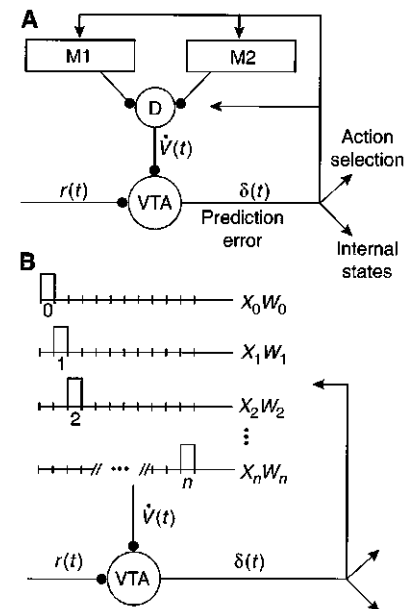 A
M1
M2
D
V̇(t)
Action
selection
r(t)
VTA
δ(t)
Prediction
error
Internal
states
B
0
X₀W₀
1
X₁W₁
2
X₂W₂
⋮
// ... //
n
XₙWₙ
V̇(t)
r(t)
VTA
δ(t)